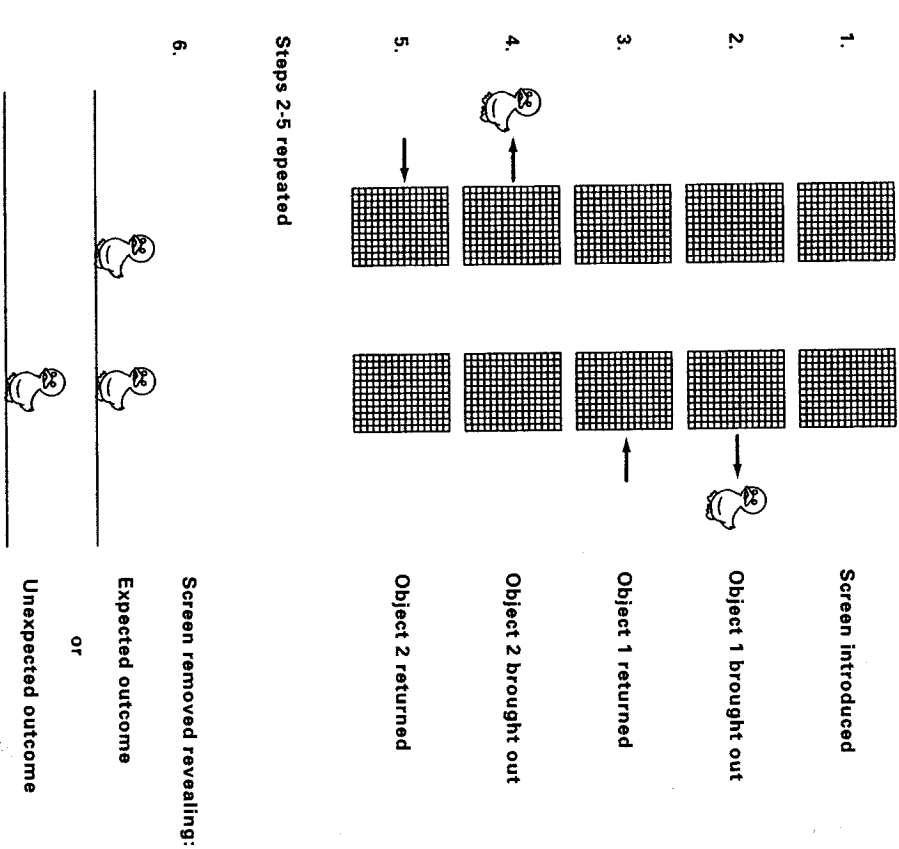 1. Screen introduced
2. Object 1 brought out
3. Object 1 returned
4. Object 2 brought out
5. Object 2 returned
Steps 2-5 repeated
6. Screen removed revealing:
Expected outcome
or
Unexpected outcome